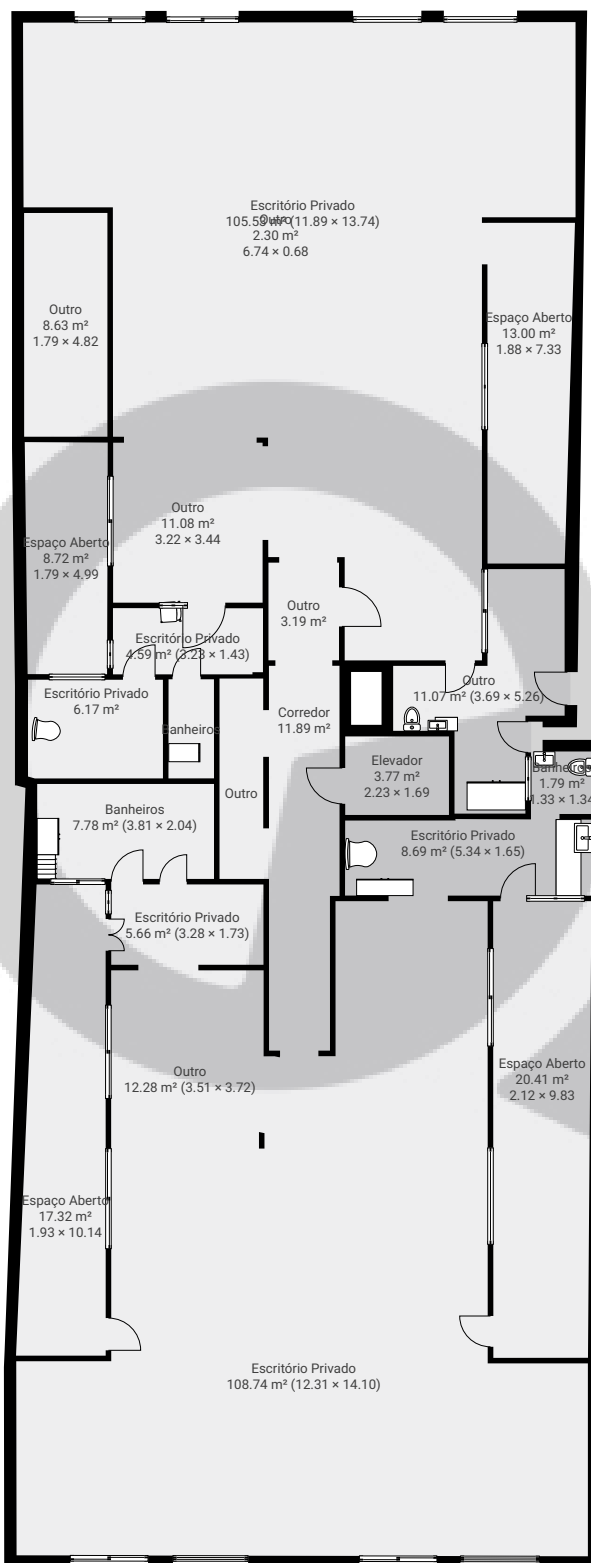 Escritório Privado
105.53 m² (11.89 × 13.74)
Outro
2.30 m²
6.74 × 0.68
Outro
8.63 m²
1.79 × 4.82
Espaço Aberto
13.00 m²
1.88 × 7.33
Outro
11.08 m²
3.22 × 3.44
Espaço Aberto
8.72 m²
1.79 × 4.99
Outro
3.19 m²
Escritório Privado
4.59 m² (3.23 × 1.43)
Escritório Privado
6.17 m²
Outro
11.07 m² (3.69 × 5.26)
Banheiros
Corredor
11.89 m²
Elevador
3.77 m²
2.23 × 1.69
Banheiros
1.79 m²
1.33 × 1.34
Outro
Banheiros
7.78 m² (3.81 × 2.04)
Escritório Privado
8.69 m² (5.34 × 1.65)
Escritório Privado
5.66 m² (3.28 × 1.73)
Outro
12.28 m² (3.51 × 3.72)
Espaço Aberto
20.41 m²
2.12 × 9.83
Espaço Aberto
17.32 m²
1.93 × 10.14
Escritório Privado
108.74 m² (12.31 × 14.10)